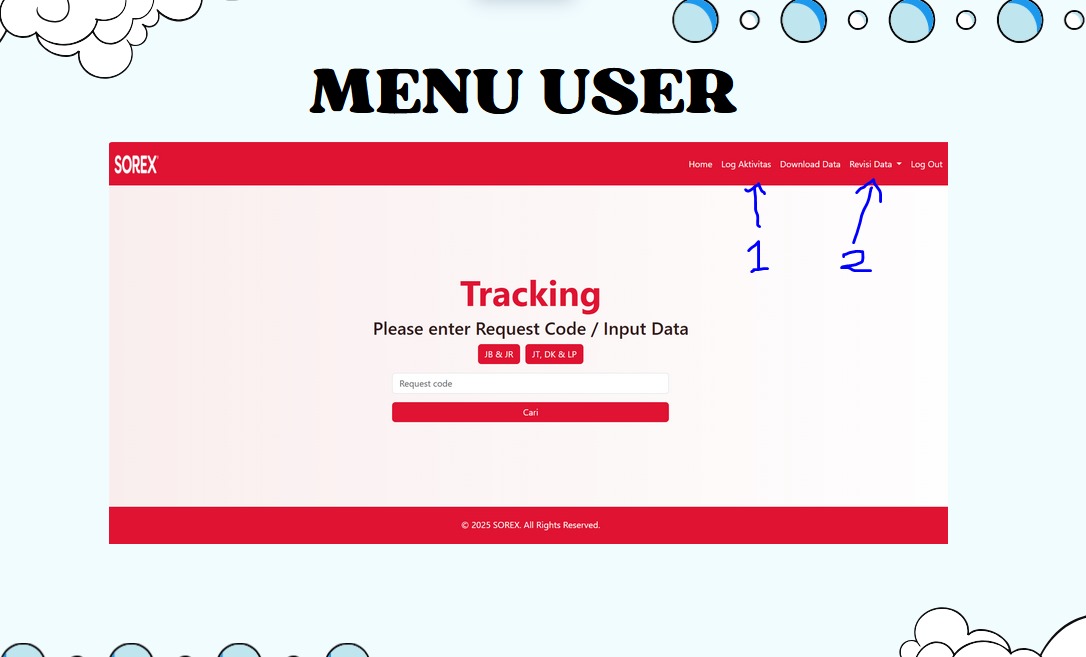 MENU USER
SOREX
Home Log Aktivitas Download Data Revisi Data Log Out
1 2
Tracking
Please enter Request Code / Input Data
JB & JR JT, DK & LP
Request code
Cari
© 2025 SOREX. All Rights Reserved.